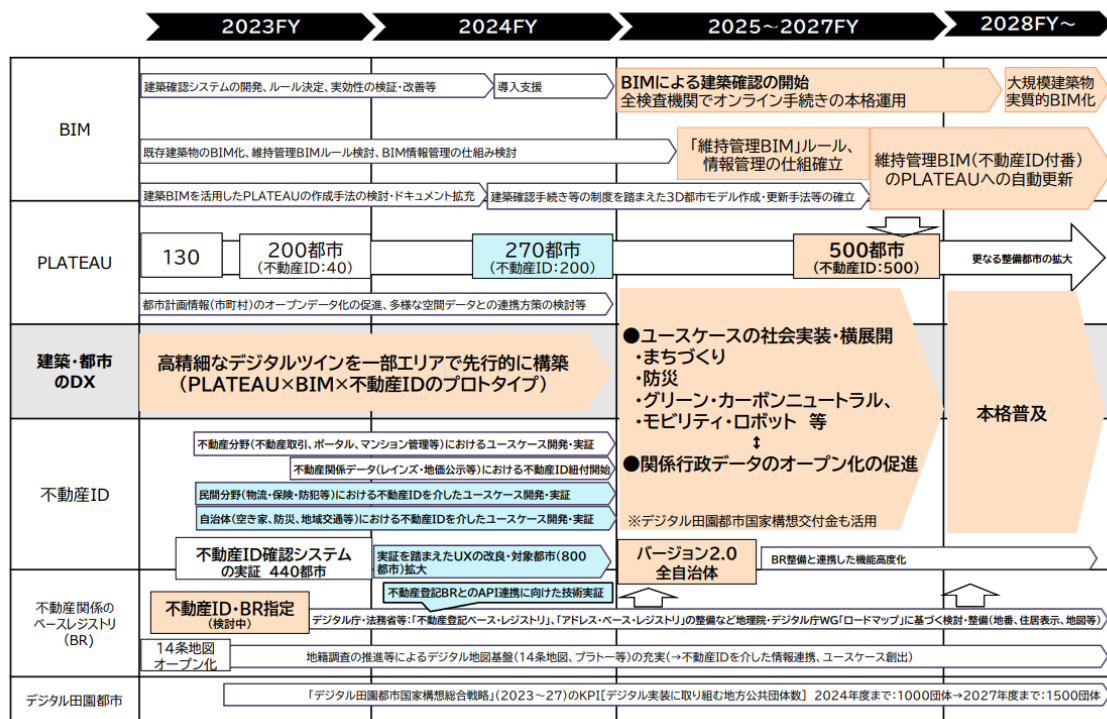 2023FY
2024FY
2025～2027FY
2028FY～
BIM
建築確認システムの開発、ルール決定、実効性の検証・改善等
導入支援
BIMによる建築確認の開始
全検査機関でオンライン手続きの本格運用
大規模建築物
実質的BIM化
既存建築物のBIM化、維持管理BIMルール検討、BIM情報管理の仕組み検討
「維持管理BIM」ルール、
情報管理の仕組確立
維持管理BIM(不動産ID付番)
のPLATEAUへの自動更新
建築BIMを活用したPLATEAUの作成手法の検討・ドキュメント拡充
建築確認手続き等の制度を踏まえた3D都市モデル作成・更新手法等の確立
PLATEAU
130
200都市
(不動産ID:40)
270都市
(不動産ID:200)
500都市
(不動産ID:500)
更なる整備都市の拡大
都市計画情報(市町村)のオープンデータ化の促進、多様な空間データとの連携方策の検討等
建築・都市
のDX
高精細なデジタルツインを一部エリアで先行的に構築
(PLATEAU×BIM×不動産IDのプロトタイプ)
●ユースケースの社会実装・横展開
・まちづくり
・防災
・グリーン・カーボンニュートラル、
・モビリティ・ロボット 等
↕
●関係行政データのオープン化の促進
※デジタル田園都市国家構想交付金も活用
本格普及
不動産ID
不動産分野(不動産取引、ポータル、マンション管理等)におけるユースケース開発・実証
不動産関係データ(レインズ・地価公示等)における不動産ID紐付開始
民間分野(物流・保険・防犯等)における不動産IDを介したユースケース開発・実証
自治体(空き家、防災、地域交通等)における不動産IDを介したユースケース開発・実証
不動産ID確認システム
の実証 440都市
実証を踏まえたUXの改良・対象都市(800
都市)拡大
バージョン2.0
全自治体
BR整備と連携した機能高度化
不動産登記BRとのAPI連携に向けた技術実証
不動産関係の
ベースレジストリ
(BR)
不動産ID・BR指定
(検討中)
デジタル庁・法務省等:「不動産登記ベース・レジストリ」、「アドレス・ベース・レジストリ」の整備など地理院・デジタル庁WG「ロードマップ」に基づく検討・整備(地番、住居表示、地図等)
14条地図
オープン化
地籍調査の推進等によるデジタル地図基盤(14条地図、プラトー等)の充実(→不動産IDを介した情報連携、ユースケース創出)
デジタル田園都市
「デジタル田園都市国家構想総合戦略」(2023～27)のKPI[デジタル実装に取り組む地方公共団体数] 2024年度まで:1000団体→2027年度まで:1500団体